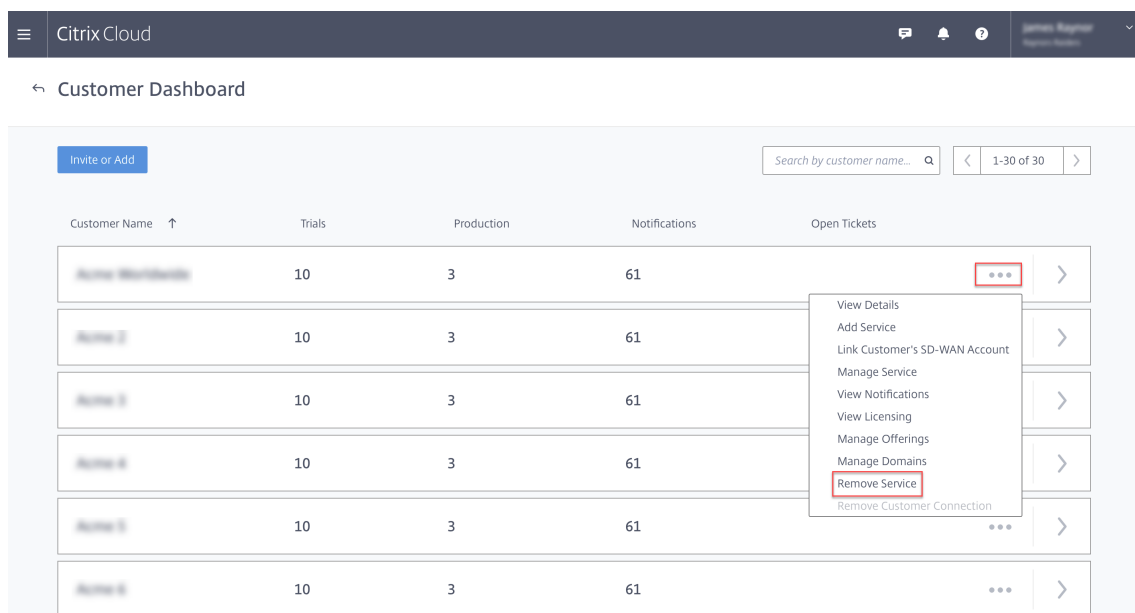 Citrix Cloud
Customer Dashboard
Invite or Add
Search by customer name...
1-30 of 30
Customer Name Trials Production Notifications Open Tickets
10 3 61
View Details
Add Service
10 3 61
Link Customer's SD-WAN Account
Manage Service
View Notifications
10 3 61
View Licensing
Manage Offerings
Manage Domains
10 3 61
Remove Service
Remove Customer Connection
10 3 61
10 3 61